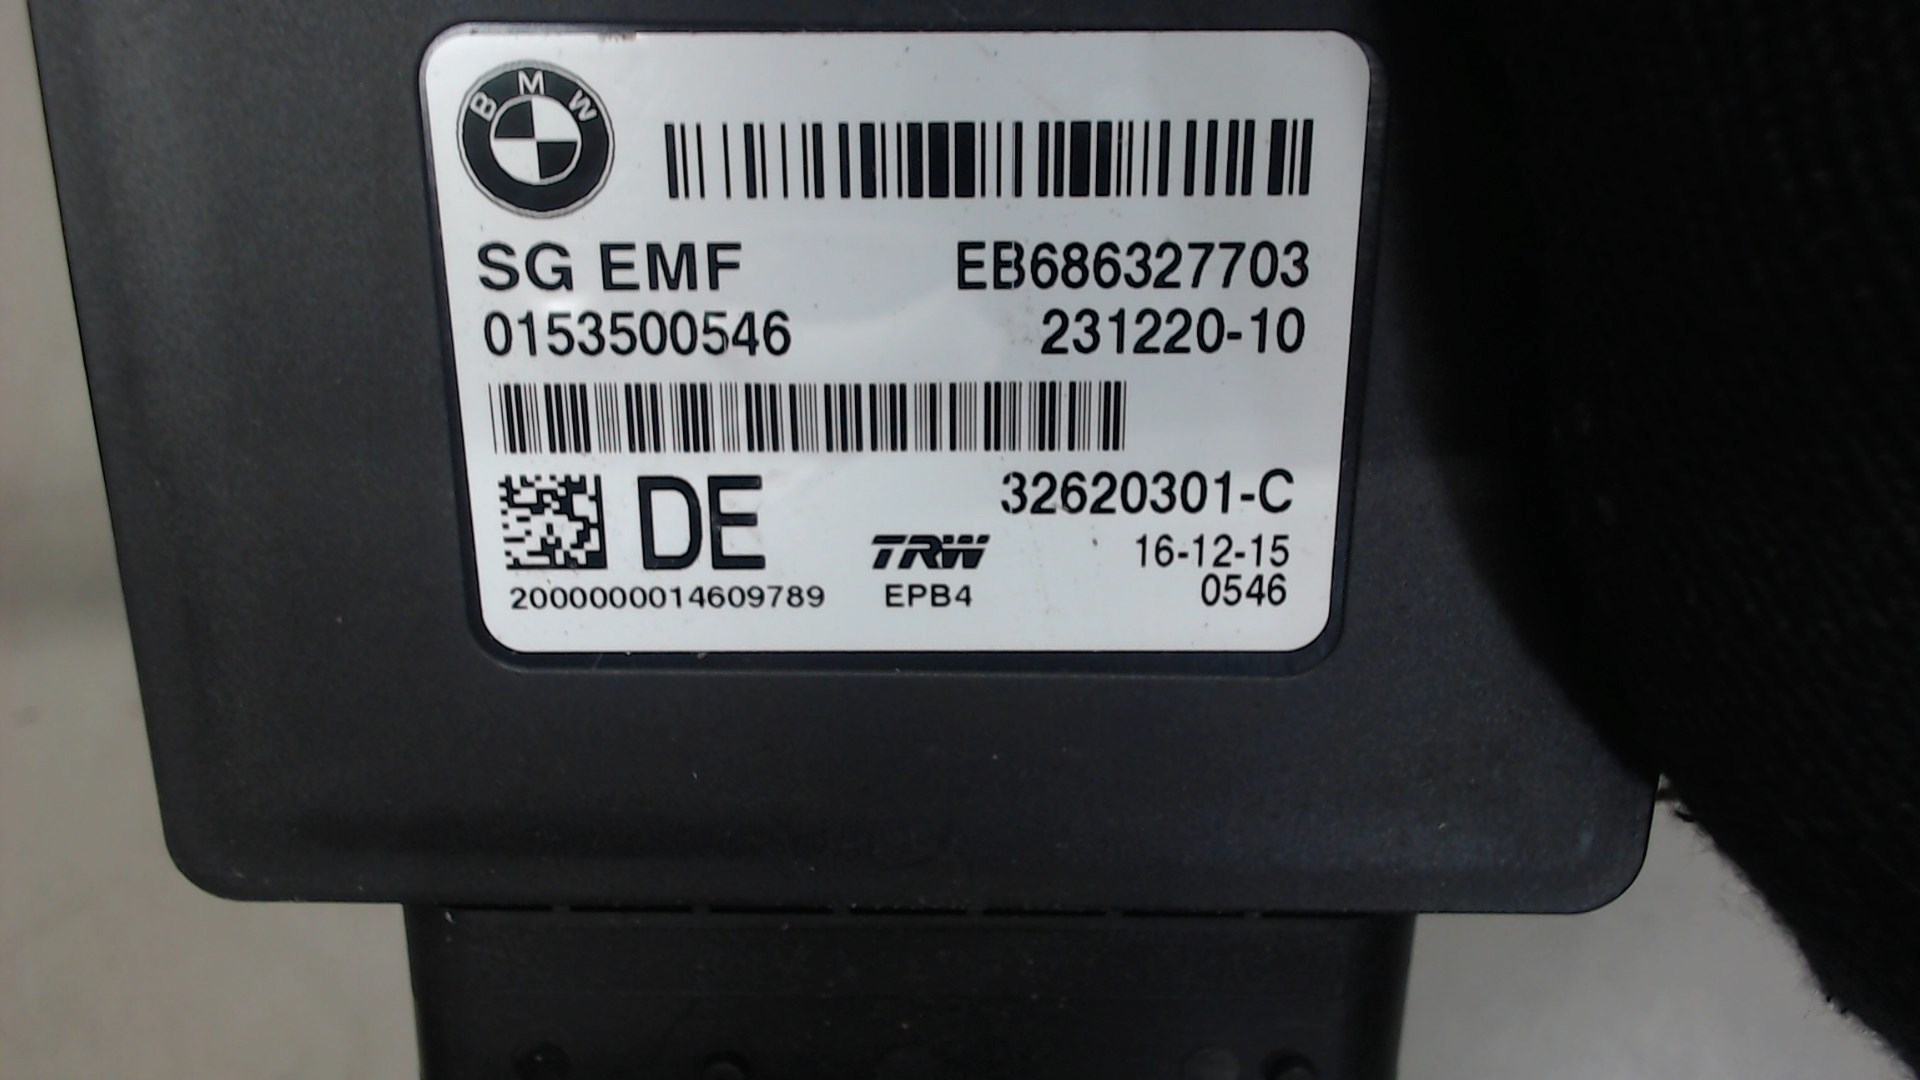 BMW
SG EMF EB686327703
0153500546 231220-10
DE 32620301-C
TRW 16-12-15
2000000014609789 EPB4 0546